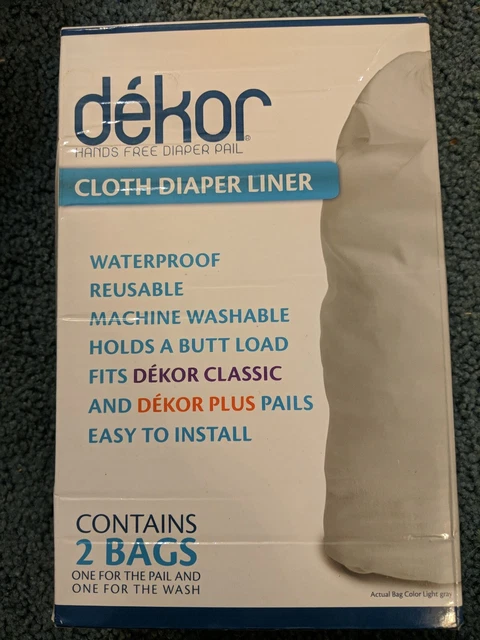 dékor®
HANDS FREE DIAPER PAIL
CLOTH DIAPER LINER
WATERPROOF
REUSABLE
MACHINE WASHABLE
HOLDS A BUTT LOAD
FITS DÉKOR CLASSIC
AND DÉKOR PLUS PAILS
EASY TO INSTALL
CONTAINS
2 BAGS
ONE FOR THE PAIL AND
ONE FOR THE WASH
Actual Bag Color Light gray